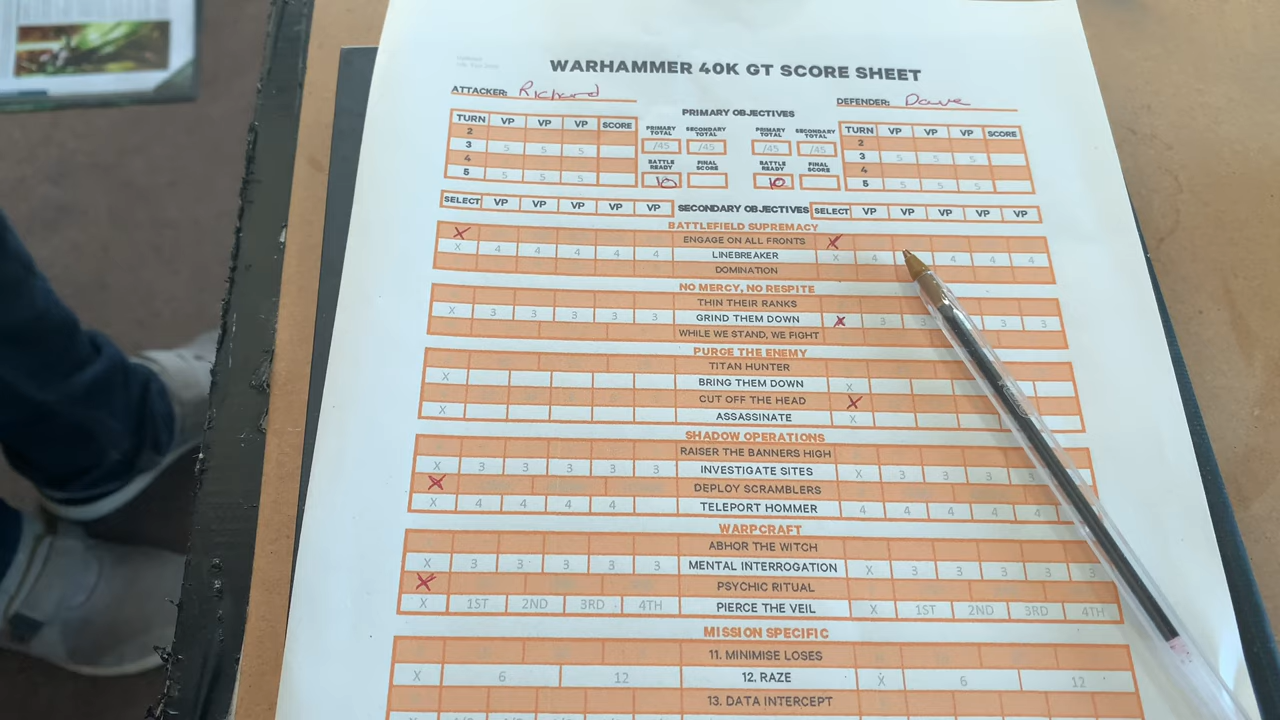 WARHAMMER 40K GT SCORE SHEET
ATTACKER: Richard DEFENDER: Dave
PRIMARY OBJECTIVES
TURN VP VP VP SCORE PRIMARY TOTAL SECONDARY TOTAL PRIMARY TOTAL SECONDARY TOTAL TURN VP VP VP SCORE
2 /45 /45 /45 /45 2
3 5 5 5 3 5 5 5
4 BATTLE READY FINAL SCORE BATTLE READY FINAL SCORE 4
5 5 5 5 10 10 5 5 5 5
SELECT VP VP VP VP VP SECONDARY OBJECTIVES SELECT VP VP VP VP VP
BATTLEFIELD SUPREMACY
X ENGAGE ON ALL FRONTS X
X 4 4 4 4 4 LINEBREAKER X 4 4 4 4
DOMINATION
NO MERCY, NO RESPITE
THIN THEIR RANKS
X 3 3 3 3 3 GRIND THEM DOWN X 3 3 3 3
WHILE WE STAND, WE FIGHT
PURGE THE ENEMY
TITAN HUNTER
X BRING THEM DOWN X
CUT OFF THE HEAD X
X ASSASSINATE X
SHADOW OPERATIONS
RAISER THE BANNERS HIGH
X 3 3 3 3 3 INVESTIGATE SITES X 3 3 3 3
X DEPLOY SCRAMBLERS
X 4 4 4 4 TELEPORT HOMMER 4 4 4 4 4
WARPCRAFT
ABHOR THE WITCH
X 3 3 3 3 3 MENTAL INTERROGATION X 3 3 3 3 3
X PSYCHIC RITUAL
X 1ST 2ND 3RD 4TH PIERCE THE VEIL X 1ST 2ND 3RD 4TH
MISSION SPECIFIC
11. MINIMISE LOSES
X 6 12 12. RAZE X 6 12
13. DATA INTERCEPT